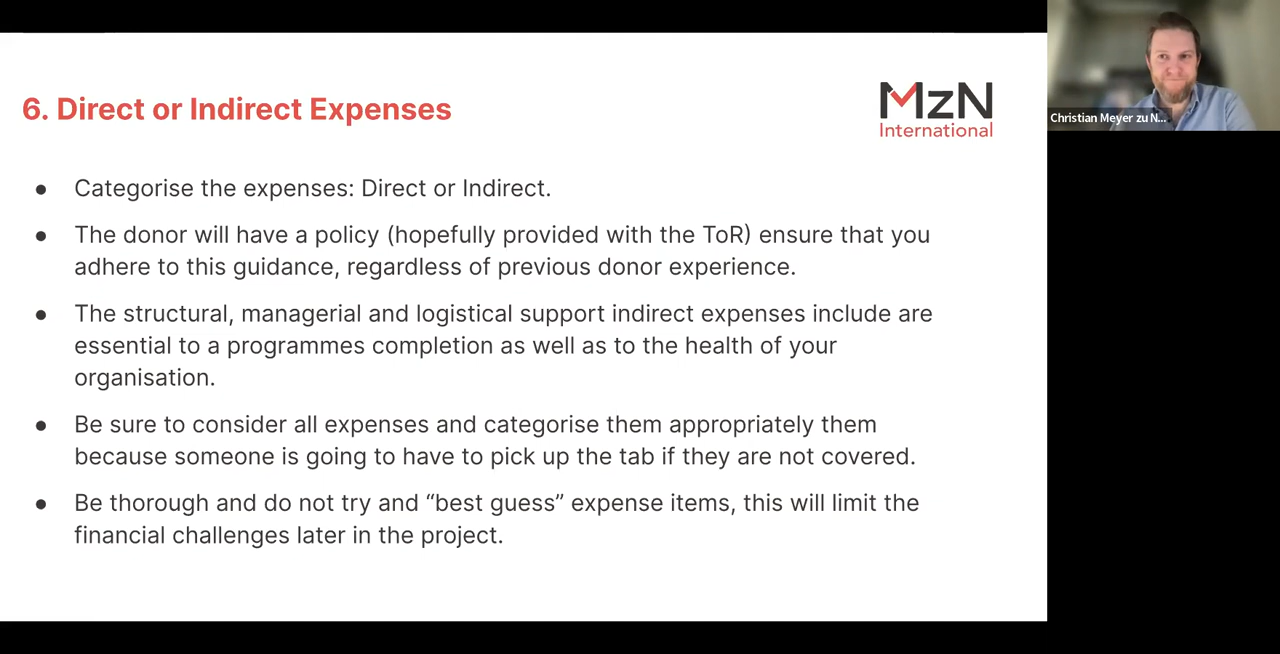 6. Direct or Indirect Expenses
MzN
International
Christian Meyer zu N...
● Categorise the expenses: Direct or Indirect.
● The donor will have a policy (hopefully provided with the ToR) ensure that you
adhere to this guidance, regardless of previous donor experience.
● The structural, managerial and logistical support indirect expenses include are
essential to a programmes completion as well as to the health of your
organisation.
● Be sure to consider all expenses and categorise them appropriately them
because someone is going to have to pick up the tab if they are not covered.
● Be thorough and do not try and “best guess” expense items, this will limit the
financial challenges later in the project.